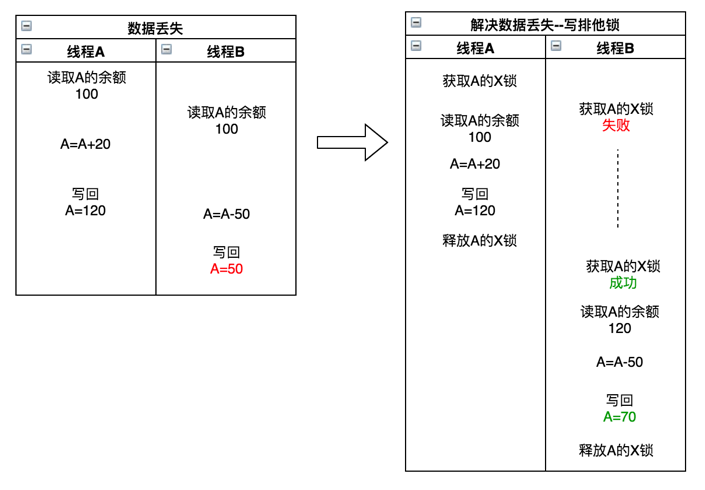 数据丢失
线程A
线程B
读取A的余额
100
读取A的余额
100
A=A+20
写回
A=120
A=A-50
写回
A=50
解决数据丢失--写排他锁
线程A
线程B
获取A的X锁
获取A的X锁
失败
读取A的余额
100
A=A+20
写回
A=120
释放A的X锁
获取A的X锁
成功
读取A的余额
120
A=A-50
写回
A=70
释放A的X锁